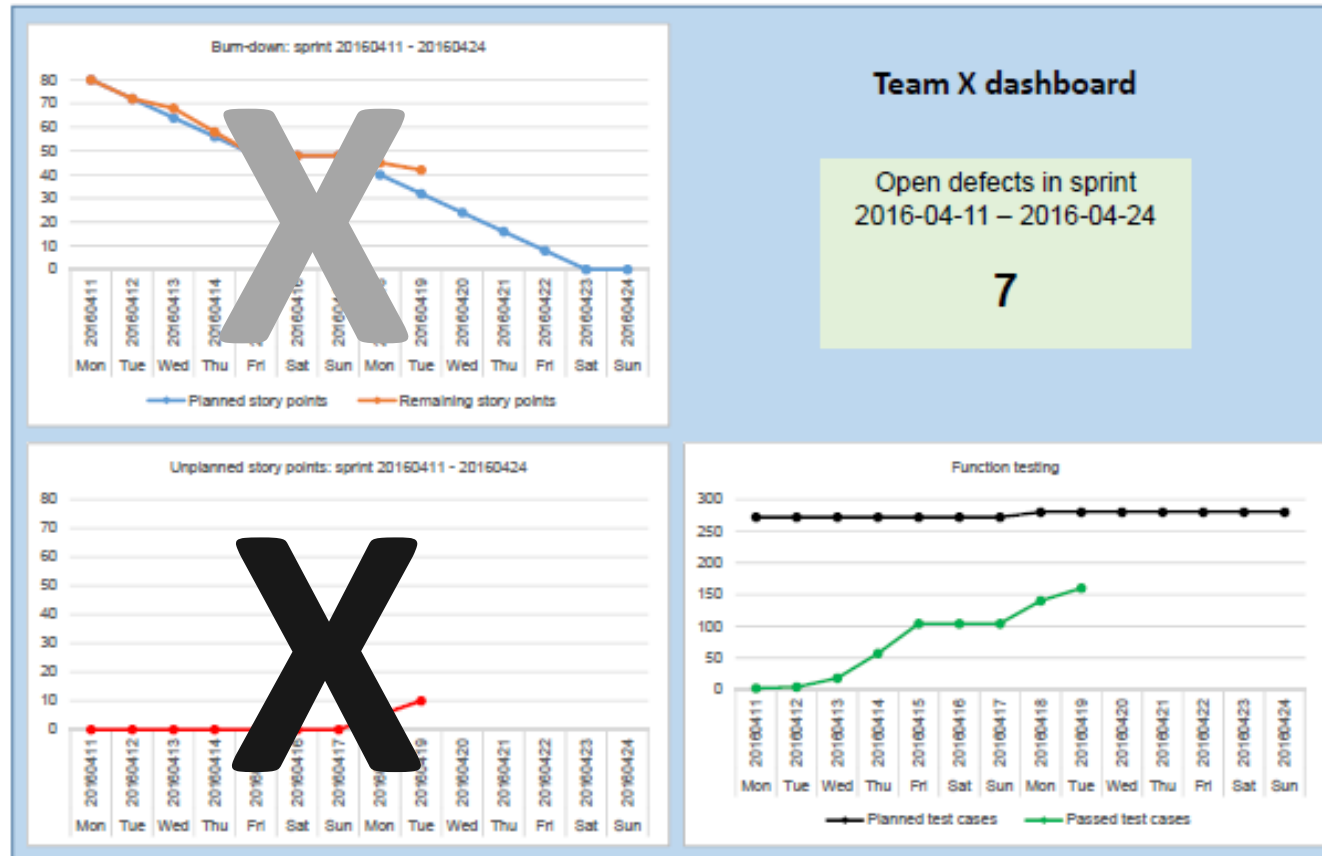 Burn-down: sprint 20160411 - 20160424
80
70
60
50
40
30
20
10
0
20160411 20160412 20160413 20160414 20160416 20160419 20160420 20160421 20160422 20160423 20160424
Mon Tue Wed Thu Fri Sat Sun Mon Tue Wed Thu Fri Sat Sun
Planned story points Remaining story points
X
Team X dashboard
Open defects in sprint
2016-04-11 – 2016-04-24
7
Unplanned story points: sprint 20160411 - 20160424
80
70
60
50
40
30
20
10
0
20160411 20160412 20160413 20160414 20160416 20160417 20160419 20160420 20160421 20160422 20160423 20160424
Mon Tue Wed Thu Fri Sat Sun Mon Tue Wed Thu Fri Sat Sun
X
Function testing
300
250
200
150
100
50
0
20160411 20160412 20160413 20160414 20160415 20160416 20160417 20160418 20160419 20160420 20160421 20160422 20160423 20160424
Mon Tue Wed Thu Fri Sat Sun Mon Tue Wed Thu Fri Sat Sun
Planned test cases Passed test cases